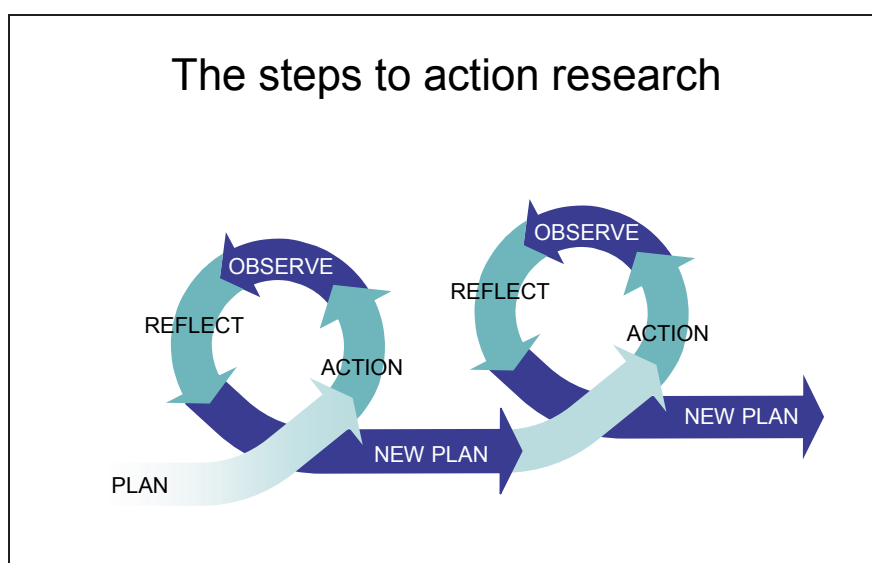 The steps to action research
PLAN
ACTION
OBSERVE
REFLECT
NEW PLAN
ACTION
OBSERVE
REFLECT
NEW PLAN